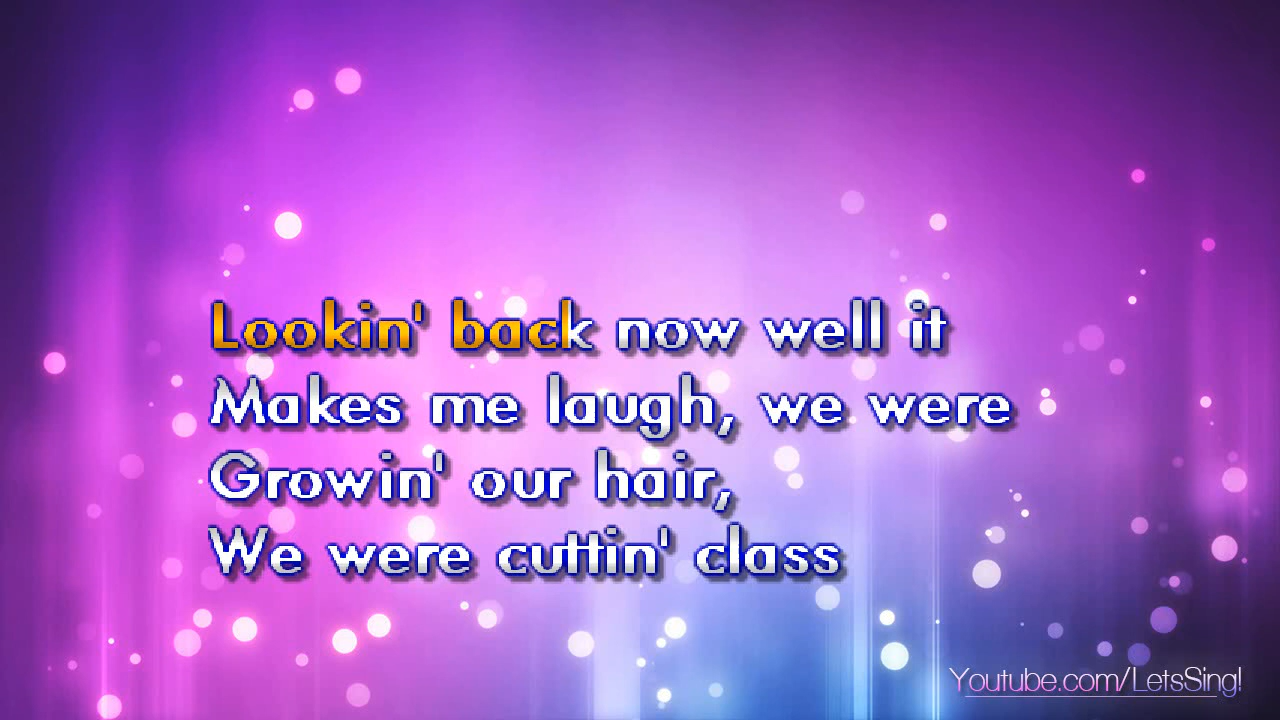 Lookin' back now well it
Makes me laugh, we were
Growin' our hair,
We were cuttin' class
Youtube.com/LetsSing!